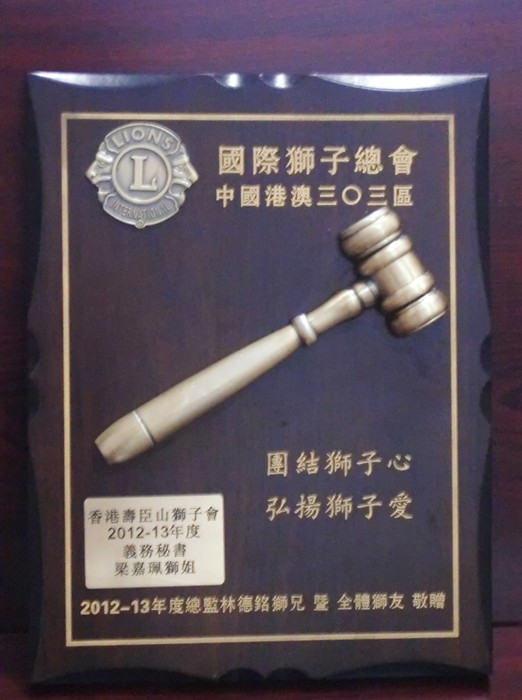 LIONS
L
INTERNATIONAL
國際獅子總會
中國港澳三〇三區
團結獅子心
弘揚獅子愛
香港壽臣山獅子會
2012-13年度
義務秘書
梁嘉珮獅姐
2012-13年度總監林德銘獅兄 暨 全體獅友 敬贈